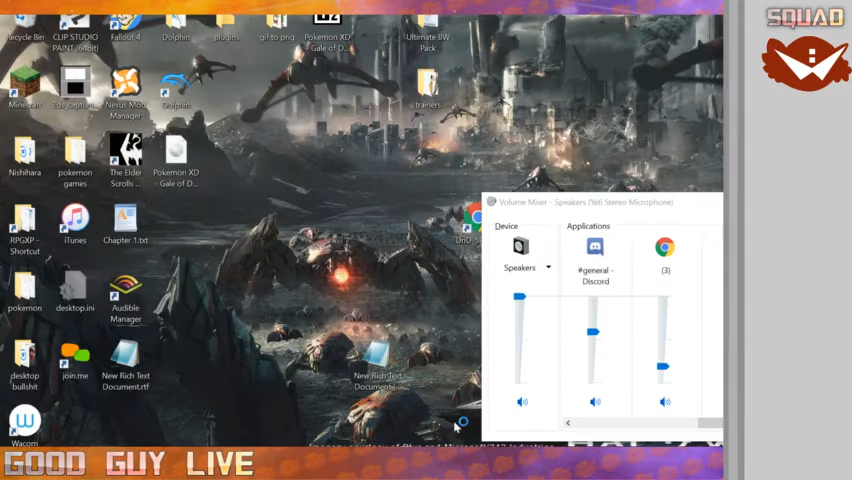 SQUAD
Recycle Bin
CLIP STUDIO
PAINT (64bit)
Fallout 4
Dolphin
plugins
gif to png
Pokemon XD
- Gale of D...
Ultimate BW
Pack
Minecraft
3ds_capture...
Nexus Mod
Manager
Dolphin
trainers
Nishihara
pokemon
games
The Elder
Scrolls ...
Pokemon XD
- Gale of D...
RPGXP -
Shortcut
iTunes
Chapter 1.txt
pokemon
desktop.ini
Audible
Manager
desktop
bullshit
join.me
New Rich Text
Document.rtf
New Rich Text
Wacom
Volume Mixer - Speakers (Yeti Stereo Microphone)
Device
Applications
Speakers
#general -
Discord
(3)
GOOD GUY LIVE